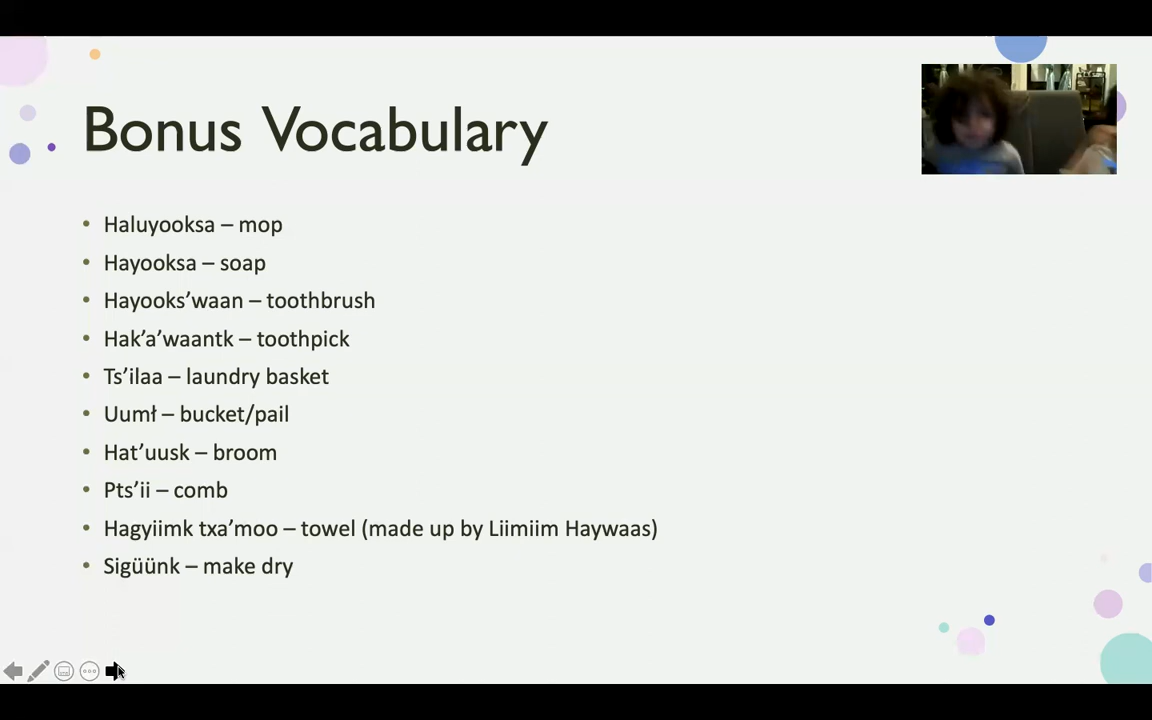 Bonus Vocabulary
• Haluyooksa – mop
• Hayooksa – soap
• Hayooks’waan – toothbrush
• Hak’a’waantk – toothpick
• Ts’ilaa – laundry basket
• Uumł – bucket/pail
• Hat’uusk – broom
• Pts’ii – comb
• Hagyiimk txa’moo – towel (made up by Liimiim Haywaas)
• Sigüünk – make dry